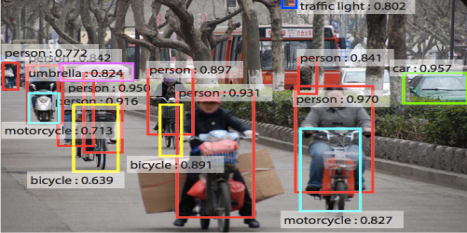 traffic light : 0.802
person : 0.772
0.842
person : 0.841
umbrella : 0.824
person : 0.897
car : 0.957
person : 0.950
person : 0.931
person : 0.970
person : 0.916
motorcycle : 0.713
bicycle : 0.891
bicycle : 0.639
motorcycle : 0.827